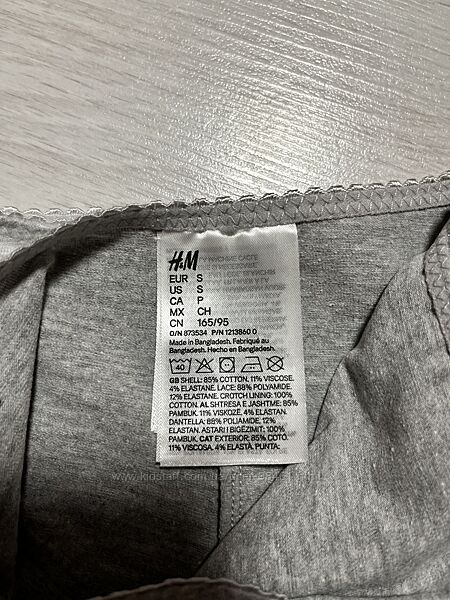 H&M
EUR S
US S
CA P
MX CH
CN 165/95
O/N 873534 P/N 1213860 0
Made in Bangladesh. Fabriqué au
Bangladesh. Hecho en Bangladesh.
40
GB SHELL: 85% COTTON. 11% VISCOSE.
4% ELASTANE. LACE: 88% POLYAMIDE.
12% ELASTANE. CROTCH LINING: 100%
COTTON. AL SHTRESA E JASHTME: 85%
PAMBUK. 11% VISKOZË. 4% ELASTAN.
DANTELLA: 88% POLIAMIDE. 12%
ELASTAN. ASTARI I BIGËZIMIT: 100%
PAMBUK. CAT EXTERIOR: 85% COTÓ.
11% VISCOSA. 4% ELASTÀ. PUNTA: